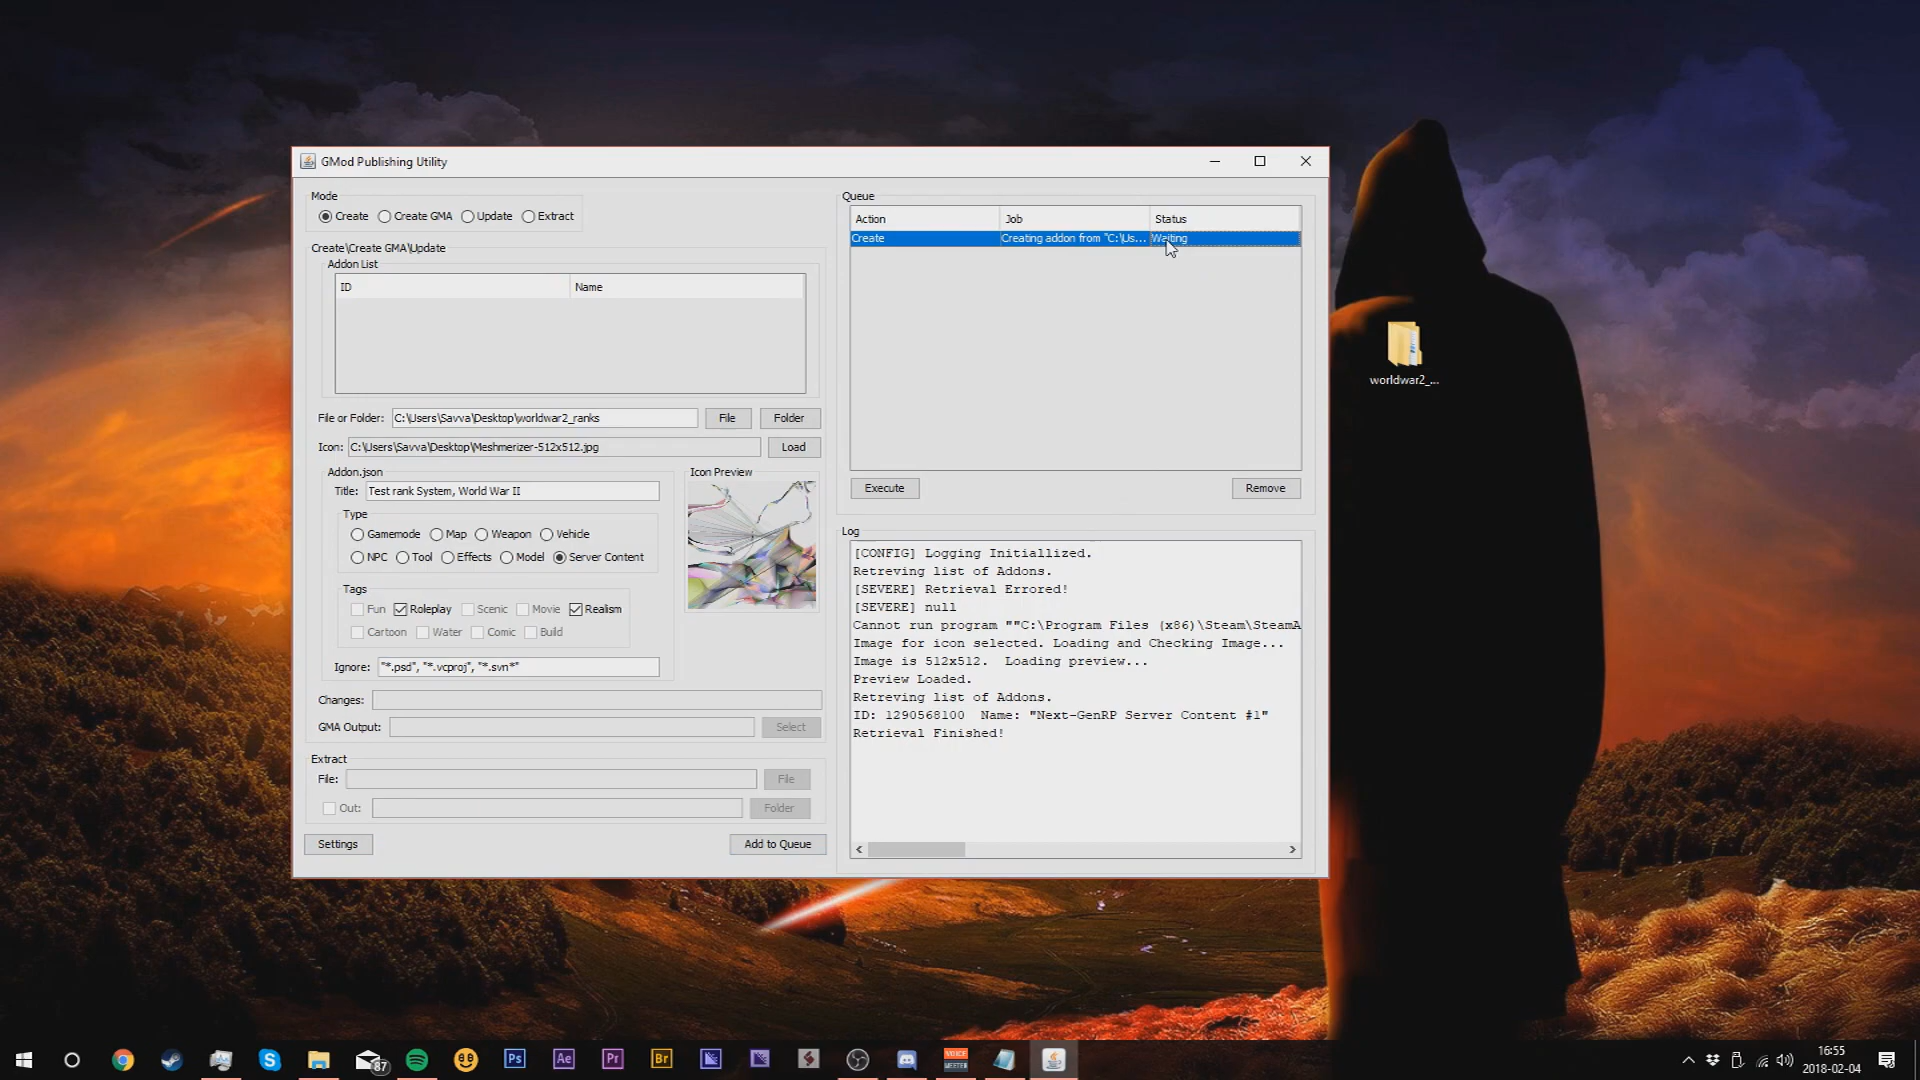 GMod Publishing Utility
Mode
Create
Create GMA
Update
Extract
Create\Create GMA\Update
Addon List
ID
Name
File or Folder:
C:\Users\Savva\Desktop\worldwar2_ranks
File
Folder
Icon:
C:\Users\Savva\Desktop\Meshmerizer-512x512.jpg
Load
Addon.json
Title:
Test rank System, World War II
Type
Gamemode
Map
Weapon
Vehicle
NPC
Tool
Effects
Model
Server Content
Tags
Fun
Roleplay
Scenic
Movie
Realism
Cartoon
Water
Comic
Build
Ignore:
"*.psd", "*.vcproj", "*.svn*"
Icon Preview
Changes:
GMA Output:
Select
Extract
File:
File
Out:
Folder
Settings
Add to Queue
Queue
Action
Job
Status
Create
Creating addon from "C:\Us...
Waiting
Execute
Remove
Log
[CONFIG] Logging Initiallized.
Retreving list of Addons.
[SEVERE] Retrieval Errored!
[SEVERE] null
Cannot run program ""C:\Program Files (x86)\Steam\SteamA
Image for icon selected. Loading and Checking Image...
Image is 512x512.  Loading preview...
Preview Loaded.
Retreving list of Addons.
ID: 1290568100  Name: "Next-GenRP Server Content #1"
Retrieval Finished!
worldwar2_...
87
Ps
Ae
Pr
Br
VOICE
16:55
2018-02-04